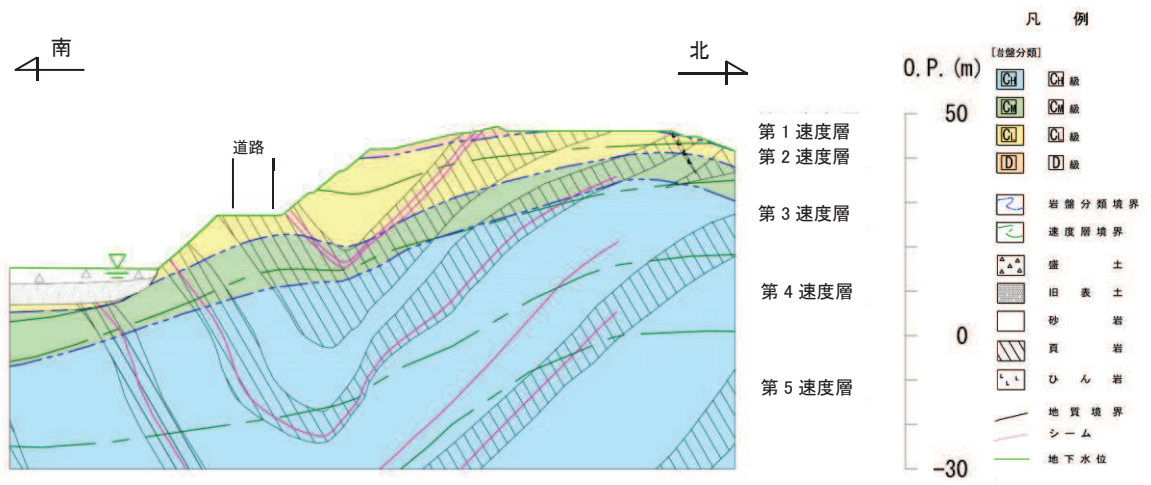 南
北
道路
第1速度層
第2速度層
第3速度層
第4速度層
第5速度層
O.P.(m)
50
0
-30
凡 例
[岩盤分類]
CH CH 級
CM CM 級
CL CL 級
D D 級
岩盤分類境界
速度層境界
盛 土
旧 表 土
砂 岩
頁 岩
ひ ん 岩
地 質 境 界
シ ー ム
地 下 水 位